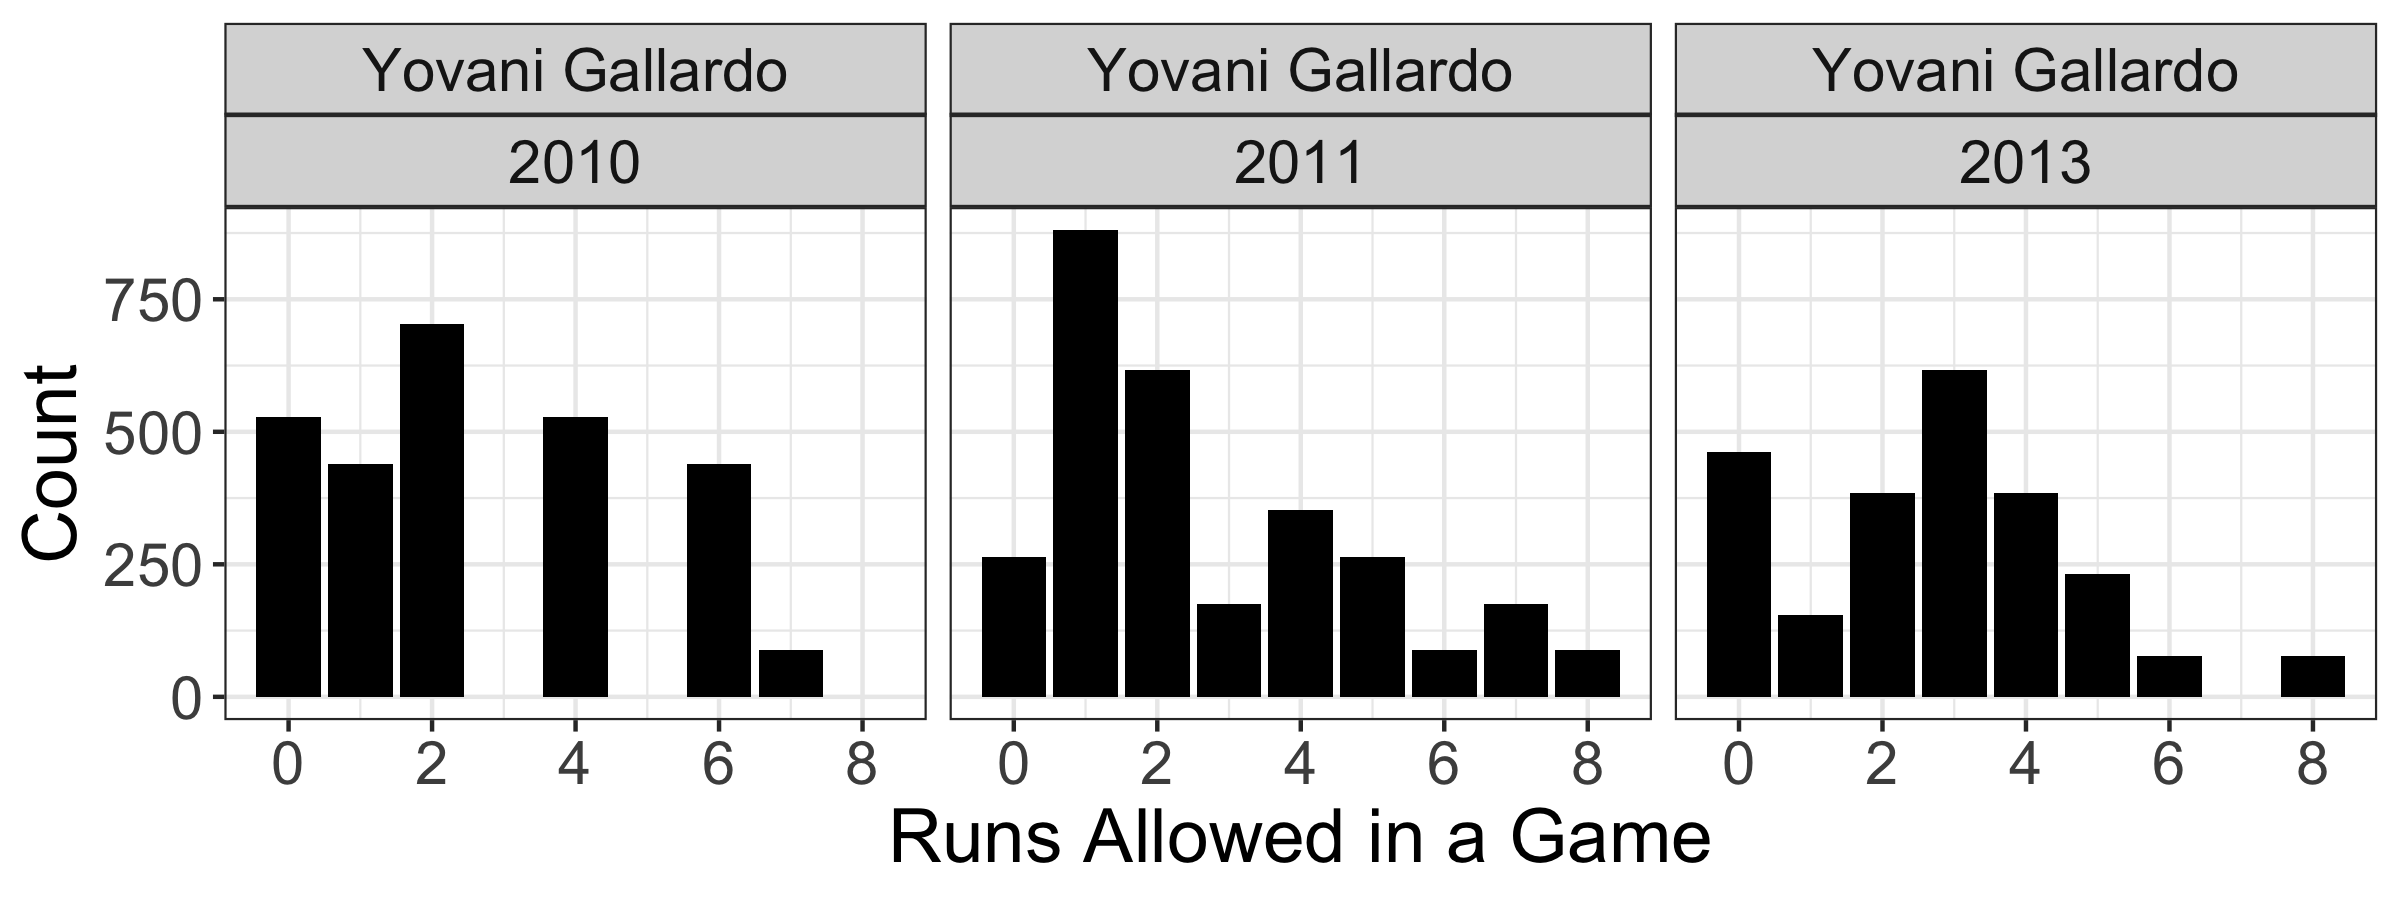 Yovani Gallardo Yovani Gallardo Yovani Gallardo
2010 2011 2013
Count
750
500
250
0
0 2 4 6 8 0 2 4 6 8 0 2 4 6 8
Runs Allowed in a Game